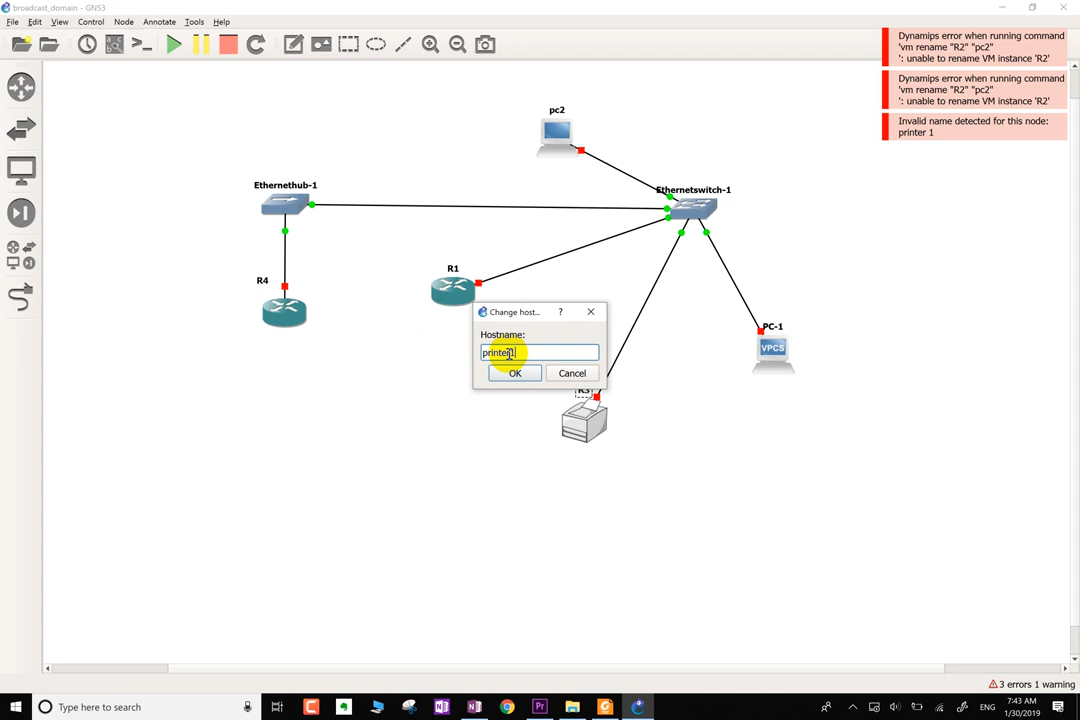 broadcast_domain - GNS3
File Edit View Control Node Annotate Tools Help
Dynamips error when running command
'vm rename "R2" "pc2"
': unable to rename VM instance 'R2'
Dynamips error when running command
'vm rename "R2" "pc2"
': unable to rename VM instance 'R2'
Invalid name detected for this node:
printer 1
pc2
Ethernethub-1
Ethernetswitch-1
R4
R1
Change host...
?
Hostname:
printer1
OK Cancel
PC-1
VPCS
R3
3 errors 1 warning
Type here to search
ENG
7:43 AM
1/30/2019